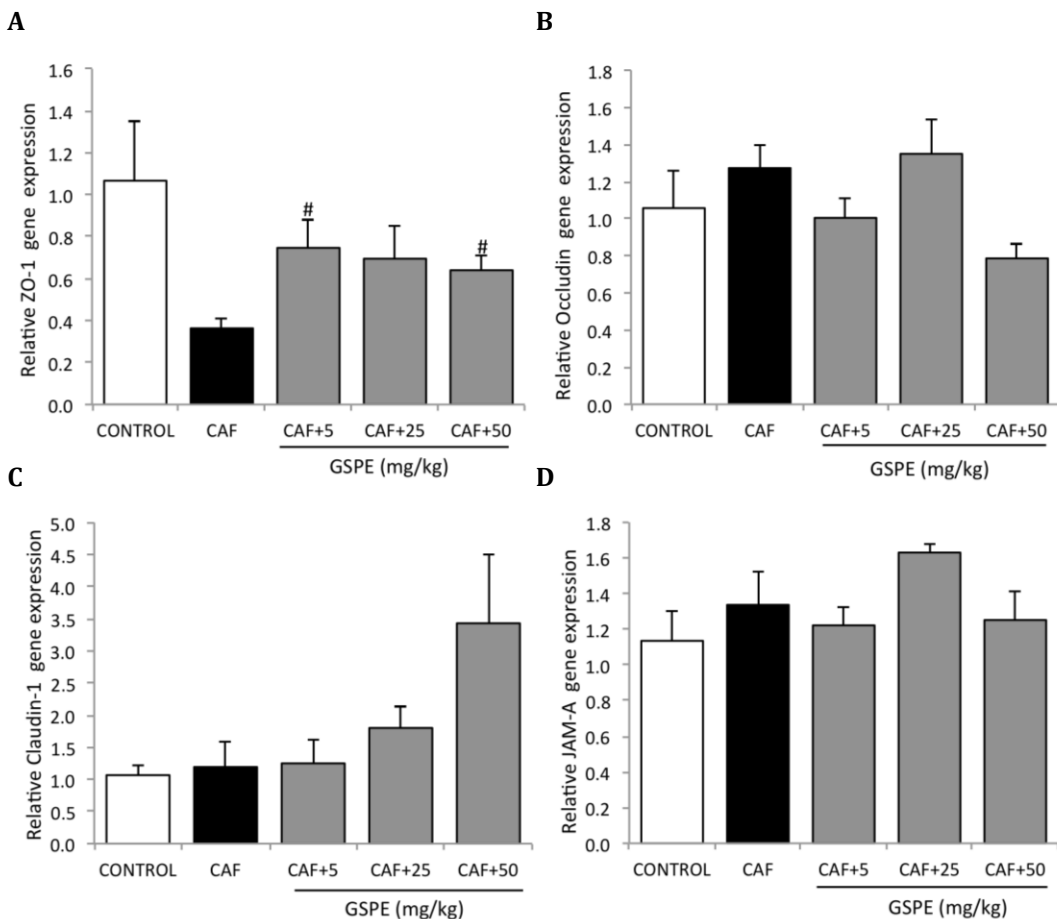 A
Relative ZO-1 gene expression
1.6
1.4
1.2
1.0
0.8
0.6
0.4
0.2
0.0
#
#
CONTROL CAF CAF+5 CAF+25 CAF+50
GSPE (mg/kg)
B
Relative Occludin gene expression
1.8
1.6
1.4
1.2
1.0
0.8
0.6
0.4
0.2
0.0
CONTROL CAF CAF+5 CAF+25 CAF+50
GSPE (mg/kg)
C
Relative Claudin-1 gene expression
5.0
4.5
4.0
3.5
3.0
2.5
2.0
1.5
1.0
0.5
0.0
CONTROL CAF CAF+5 CAF+25 CAF+50
GSPE (mg/kg)
D
Relative JAM-A gene expression
1.8
1.6
1.4
1.2
1.0
0.8
0.6
0.4
0.2
0.0
CONTROL CAF CAF+5 CAF+25 CAF+50
GSPE (mg/kg)